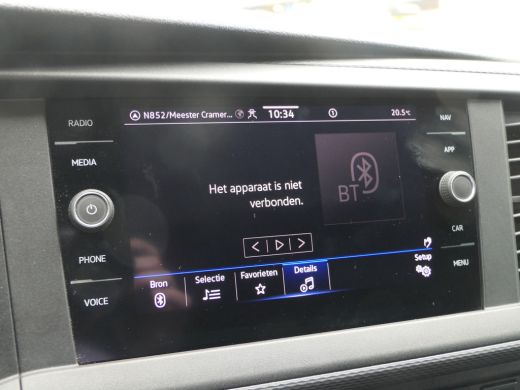 RADIO
MEDIA
PHONE
VOICE
N852/Meester Cramer...
10:34
20.5°C
Het apparaat is niet
verbonden.
BT
Bron
Selectie
Favorieten
Details
Setup
NAV
APP
CAR
MENU